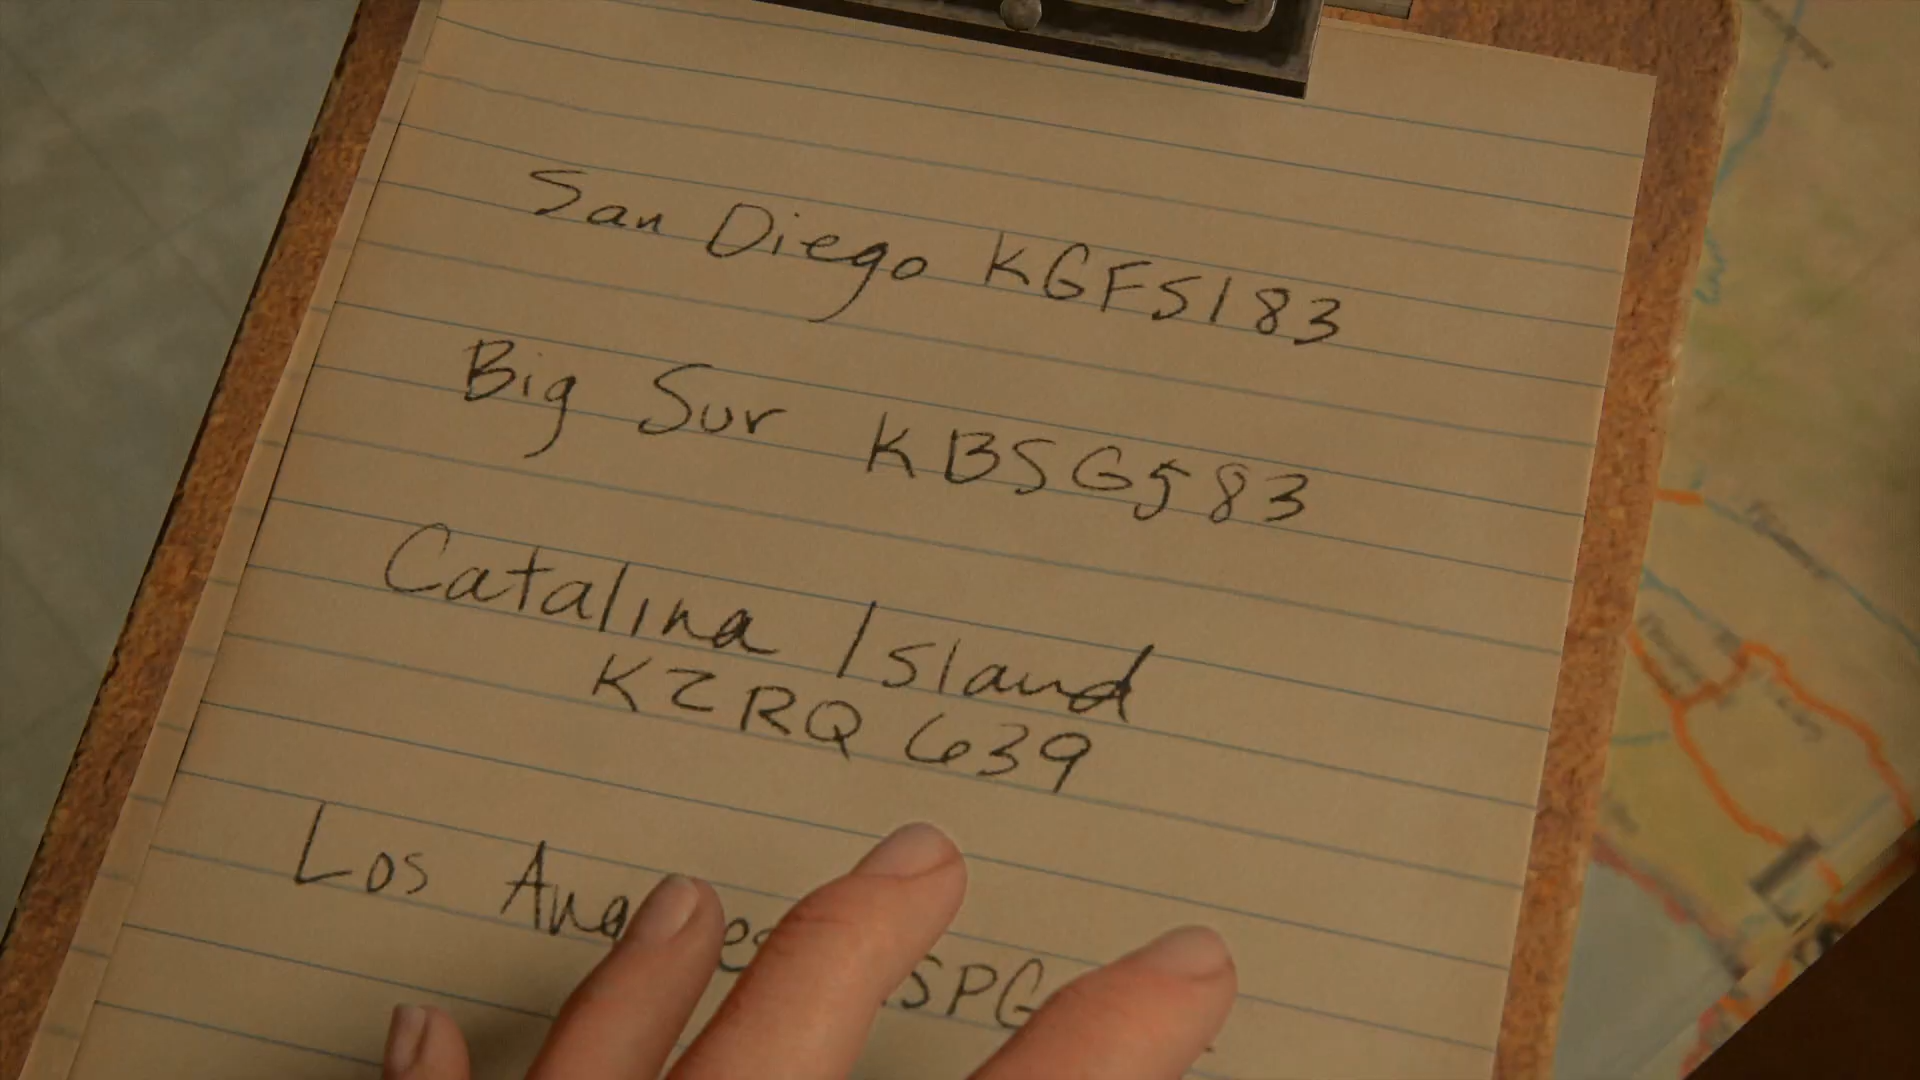 San Diego KGFS183
Big Sur KBSG583
Catalina Island
KZRQ 639
Los